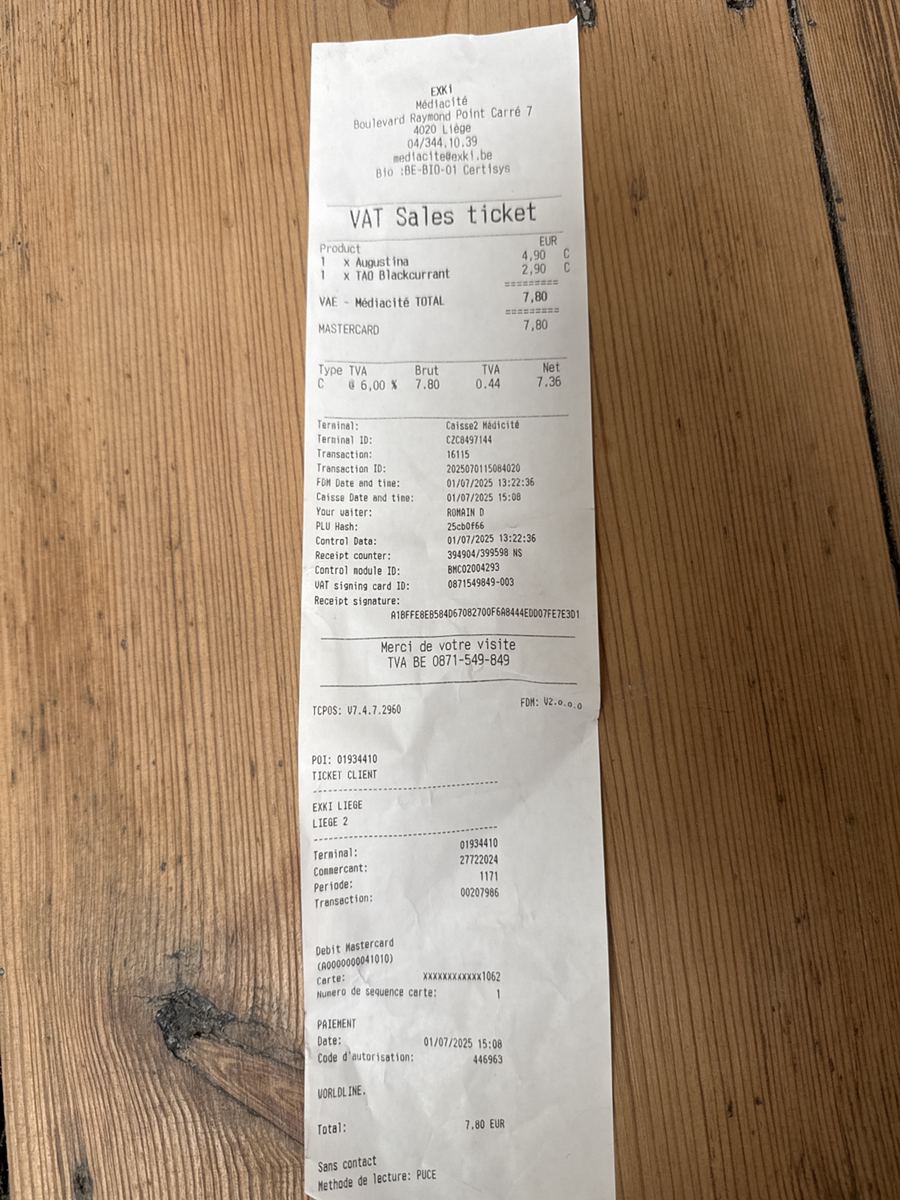 EXKi
Médiacité
Boulevard Raymond Point Carré 7
4020 Liège
04/344.10.39
mediacite@exki.be
Bio :BE-BIO-01 Certisys
VAT Sales ticket
Product EUR
1 x Augustina 4,90 C
1 x TAO Blackcurrant 2,90 C
=========
VAE - Médiacité TOTAL 7,80
=========
MASTERCARD 7,80
Type TVA Brut TVA Net
C @ 6,00 % 7.80 0.44 7.36
Terminal: Caisse2 Médicité
Terminal ID: CZC8497144
Transaction: 16115
Transaction ID: 2025070115084020
FDM Date and time: 01/07/2025 13:22:36
Caisse Date and time: 01/07/2025 15:08
Your waiter: ROMAIN D
PLU Hash: 25cb0f66
Control Data: 01/07/2025 13:22:36
Receipt counter: 394904/399598 NS
Control module ID: BMC02004293
VAT signing card ID: 0871549849-003
Receipt signature:
A1BFFE8EB584D67082700F6A8444EDD07FE7E3D1
Merci de votre visite
TVA BE 0871-549-849
TCPOS: V7.4.7.2960 FDM: V2.0.0.0
POI: 01934410
TICKET CLIENT
--------------------------------
EXKI LIEGE
LIEGE 2
--------------------------------
Terminal: 01934410
Commercant: 27722024
Periode: 1171
Transaction: 00207986
Debit Mastercard
(A0000000041010)
Carte: xxxxxxxxxxxx1062
Numero de sequence carte: 1
PAIEMENT
Date: 01/07/2025 15:08
Code d'autorisation: 446963
WORLDLINE.
Total: 7.80 EUR
Sans contact
Methode de lecture: PUCE